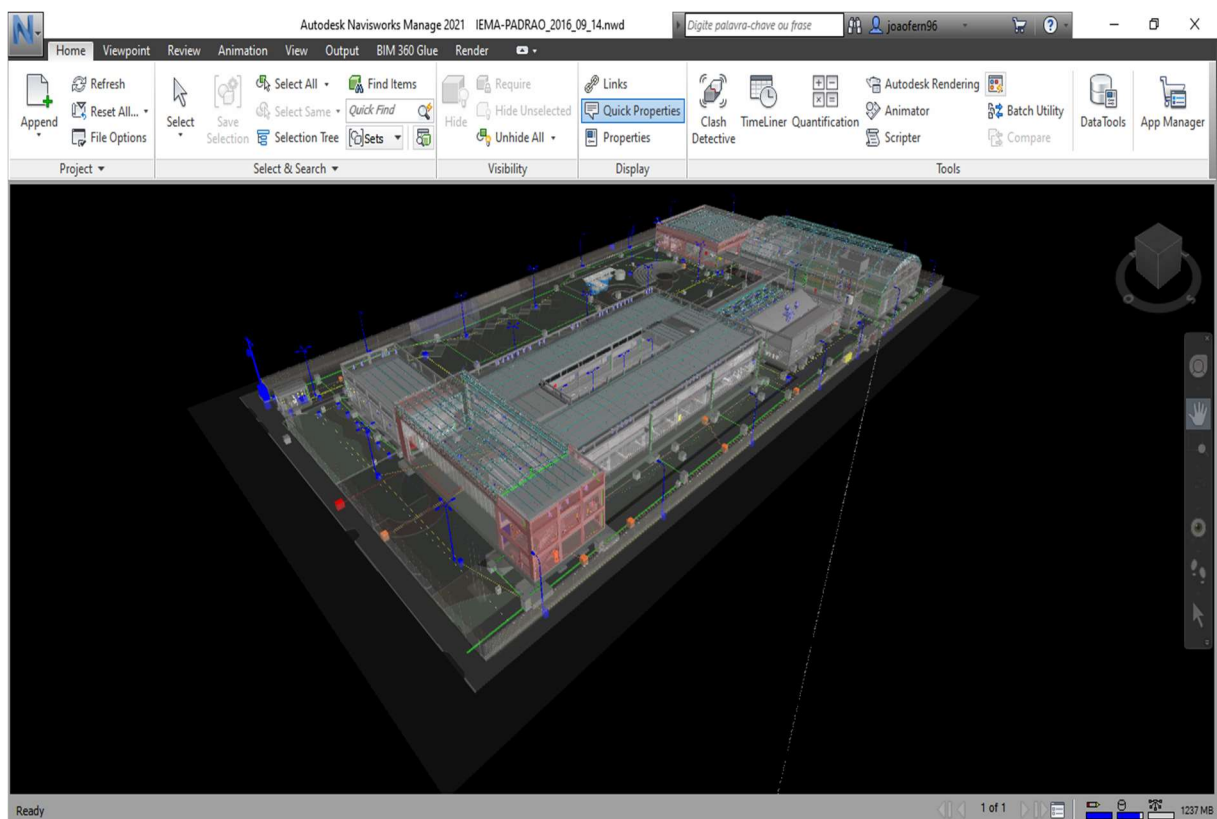 Autodesk Navisworks Manage 2021 IEMA-PADRAO_2016_09_14.nwd
Digite palavra-chave ou frase
joaofern96
Home Viewpoint Review Animation View Output BIM 360 Glue Render
Append
Refresh
Reset All...
File Options
Project
Select
Save Selection
Select All
Select Same
Selection Tree
Find Items
Quick Find
Sets
Select & Search
Hide
Require
Hide Unselected
Unhide All
Visibility
Links
Quick Properties
Properties
Display
Clash Detective
TimeLiner
Quantification
Autodesk Rendering
Animator
Scripter
Batch Utility
Compare
Tools
DataTools
App Manager
Ready
1 of 1
1237 MB